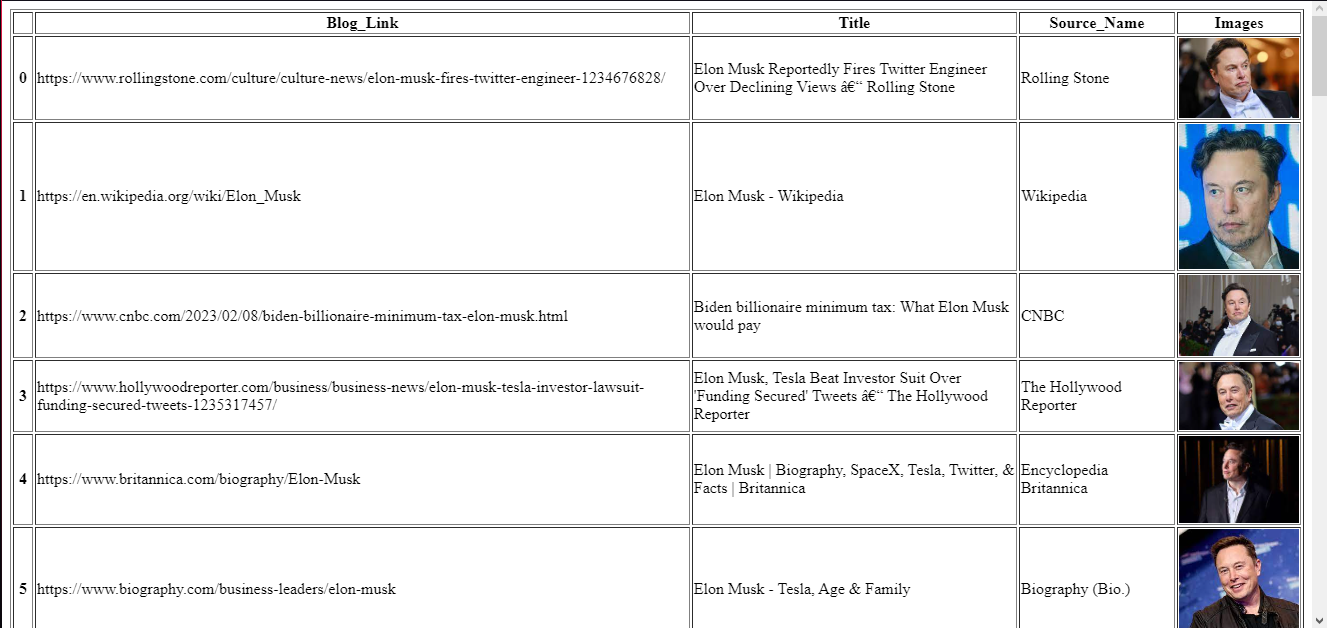 Blog_Link Title Source_Name Images
0 https://www.rollingstone.com/culture/culture-news/elon-musk-fires-twitter-engineer-1234676828/ Elon Musk Reportedly Fires Twitter Engineer
Over Declining Views â€“ Rolling Stone Rolling Stone
1 https://en.wikipedia.org/wiki/Elon_Musk Elon Musk - Wikipedia Wikipedia
2 https://www.cnbc.com/2023/02/08/biden-billionaire-minimum-tax-elon-musk.html Biden billionaire minimum tax: What Elon Musk
would pay CNBC
3 https://www.hollywoodreporter.com/business/business-news/elon-musk-tesla-investor-lawsuit-
funding-secured-tweets-1235317457/ Elon Musk, Tesla Beat Investor Suit Over
'Funding Secured' Tweets â€“ The Hollywood
Reporter The Hollywood
Reporter
4 https://www.britannica.com/biography/Elon-Musk Elon Musk | Biography, SpaceX, Tesla, Twitter, &
Facts | Britannica Encyclopedia
Britannica
5 https://www.biography.com/business-leaders/elon-musk Elon Musk - Tesla, Age & Family Biography (Bio.)